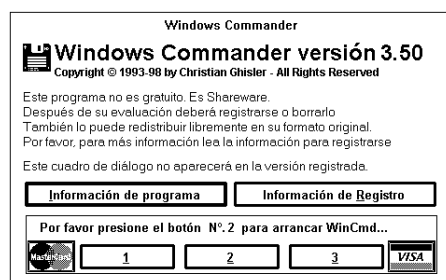 Windows Commander
Windows Commander versión 3.50
Copyright © 1993-98 by Christian Ghisler - All Rights Reserved
Este programa no es gratuito. Es Shareware.
Después de su evaluación deberá registrarse o borrarlo
También lo puede redistribuir libremente en su formato original.
Por favor, para más información lea la información para registrarse
Este cuadro de diálogo no aparecerá en la versión registrada.
Información de programa Información de Registro
Por favor presione el botón Nº. 2 para arrancar WinCmd...
MasterCard 1 2 3 VISA